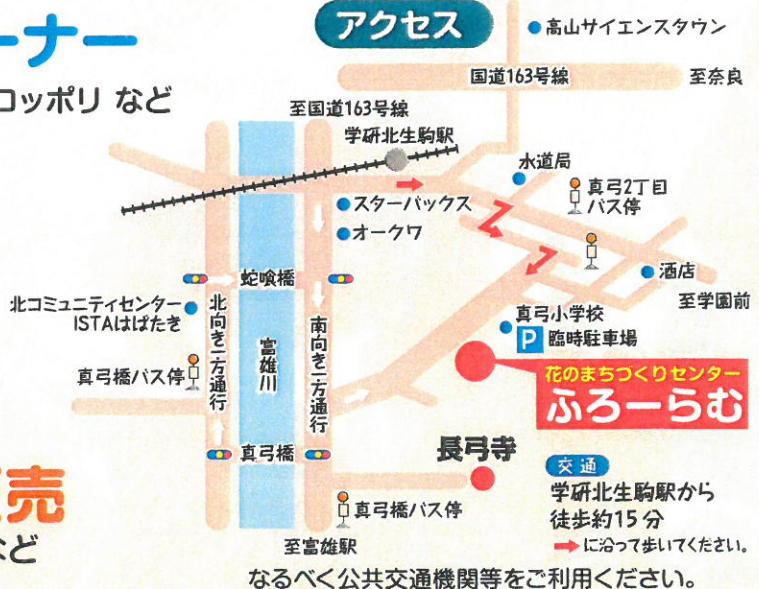 ーナー
コッポリ など
アクセス
高山サイエンスタウン
国道163号線
至奈良
至国道163号線
学研北生駒駅
水道局
真弓2丁目
バス停
スターバックス
オークワ
酒店
至学園前
蛇喰橋
北コミュニティセンター
ISTAはばたき
北向き一方通行
富雄川
南向き一方通行
真弓橋バス停
真弓小学校
P 臨時駐車場
花のまちづくりセンター
ふろーらむ
真弓橋
長弓寺
真弓橋バス停
至富雄駅
交通
学研北生駒駅から
徒歩約15分
➡に沿って歩いてください。
売
など
なるべく公共交通機関等をご利用ください。